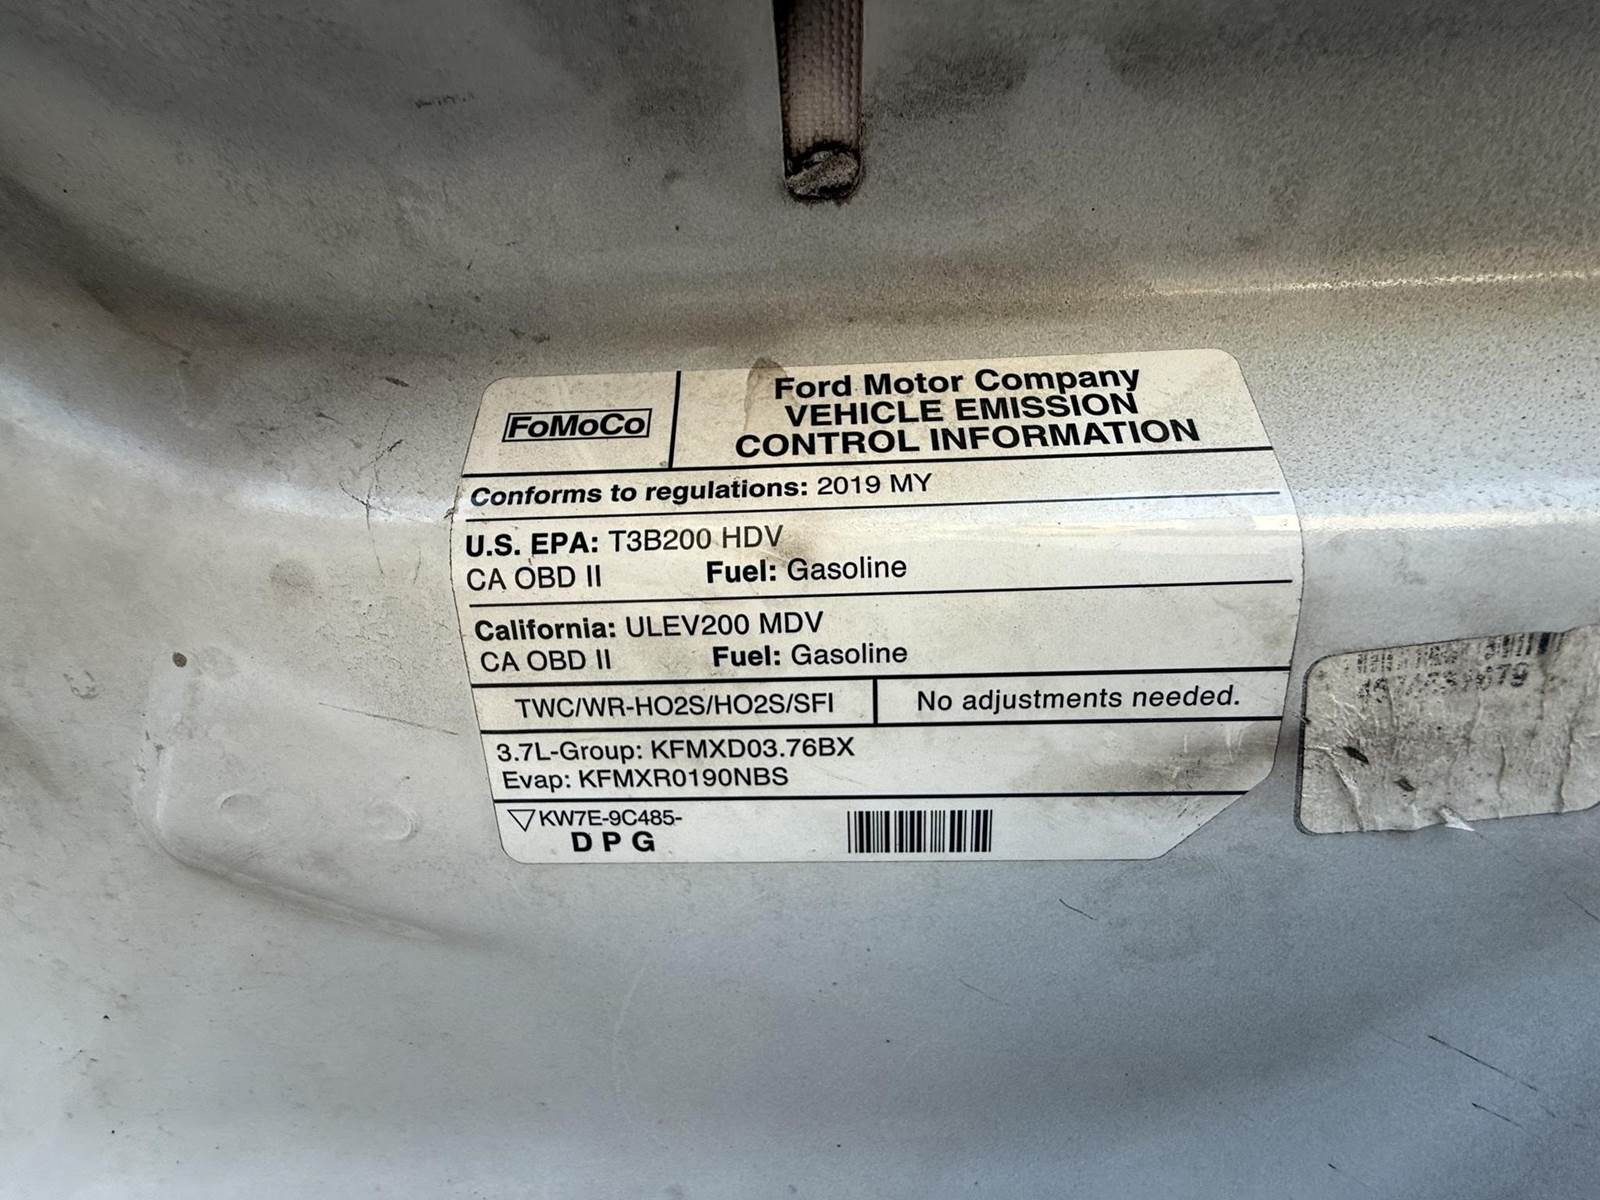 FoMoCo
Ford Motor Company
VEHICLE EMISSION
CONTROL INFORMATION
Conforms to regulations: 2019 MY
U.S. EPA: T3B200 HDV
CA OBD II Fuel: Gasoline
California: ULEV200 MDV
CA OBD II Fuel: Gasoline
TWC/WR-HO2S/HO2S/SFI No adjustments needed.
3.7L-Group: KFMXD03.76BX
Evap: KFMXR0190NBS
KW7E-9C485-
D P G